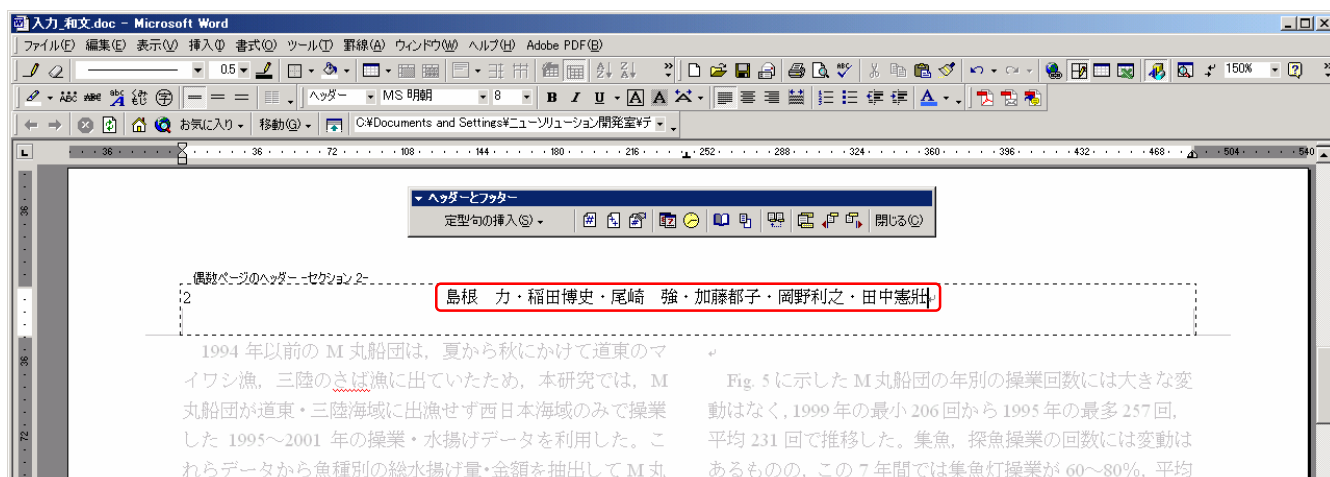 入力_和文.doc - Microsoft Word
ファイル(F) 編集(E) 表示(V) 挿入(I) 書式(O) ツール(T) 罫線(A) ウィンドウ(W) ヘルプ(H) Adobe PDF(B)
0.5 150%
ヘッダー MS 明朝 8 B I U A A A
お気に入り 移動(G) C:¥Documents and Settings¥ニューソリューション開発室¥デ
36 36 72 108 144 180 216 252 288 324 360 396 432 468 504 540
ヘッダーとフッター
定型句の挿入(S) 閉じる(C)
偶数ページのヘッダー -セクション 2-
2 島根 力・稲田博史・尾崎 強・加藤都子・岡野利之・田中憲壯
1994 年以前の M 丸船団は，夏から秋にかけて道東のマ
イワシ漁，三陸のさば漁に出ていたため，本研究では，M
丸船団が道東・三陸海域に出漁せず西日本海域のみで操業
した 1995～2001 年の操業・水揚げデータを利用した。こ
れらデータから魚種別の総水揚げ量・金額を抽出して M 丸
Fig. 5 に示した M 丸船団の年別の操業回数には大きな変
動はなく，1999 年の最小 206 回から 1995 年の最多 257 回，
平均 231 回で推移した。集魚，探魚操業の回数には変動は
あるものの，この 7 年間では集魚灯操業が 60～80%，平均